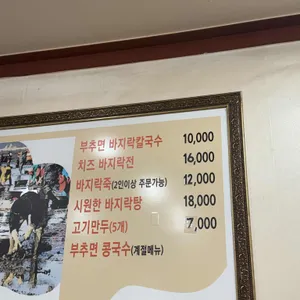 부추면 바지락칼국수 10,000
치즈 바지락전 16,000
바지락죽(2인이상 주문가능) 12,000
시원한 바지락탕 18,000
고기만두(5개) 7,000
부추면 콩국수(계절메뉴)